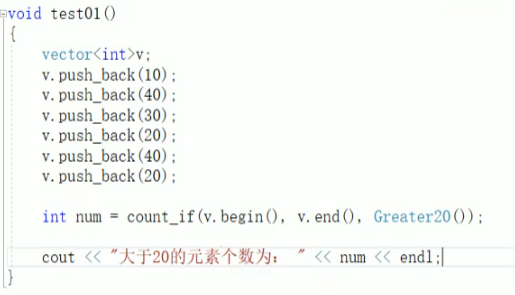 void test01()
{
    vector<int>v;
    v.push_back(10);
    v.push_back(40);
    v.push_back(30);
    v.push_back(20);
    v.push_back(40);
    v.push_back(20);

    int num = count_if(v.begin(), v.end(), Greater20());

    cout << "大于20的元素个数为： " << num << endl;
}